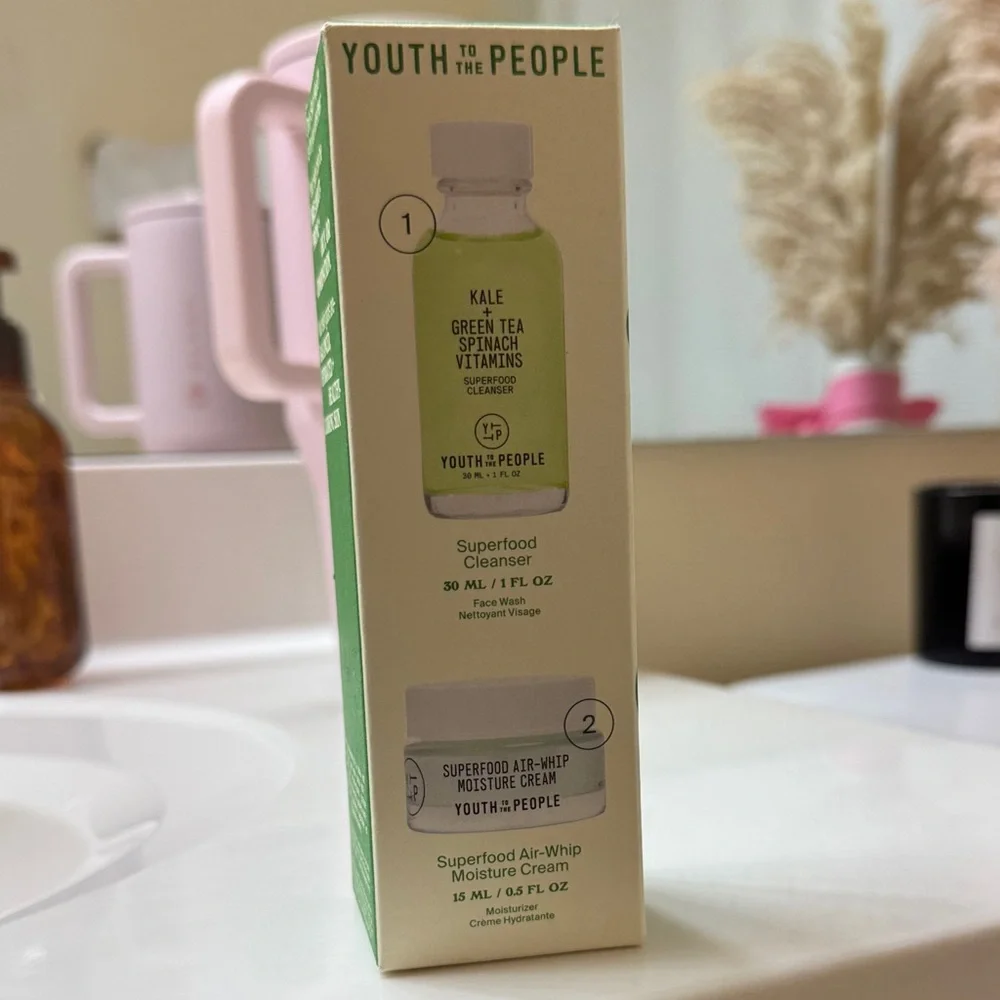 YOUTH TO THE PEOPLE
1
KALE
+
GREEN TEA
SPINACH
VITAMINS
SUPERFOOD
CLEANSER
Y T T P
YOUTH TO THE PEOPLE
30 ML • 1 FL OZ
Superfood
Cleanser
30 ML / 1 FL OZ
Face Wash
Nettoyant Visage
2
SUPERFOOD AIR-WHIP
MOISTURE CREAM
YOUTH TO THE PEOPLE
Superfood Air-Whip
Moisture Cream
15 ML / 0.5 FL OZ
Moisturizer
Crème Hydratante